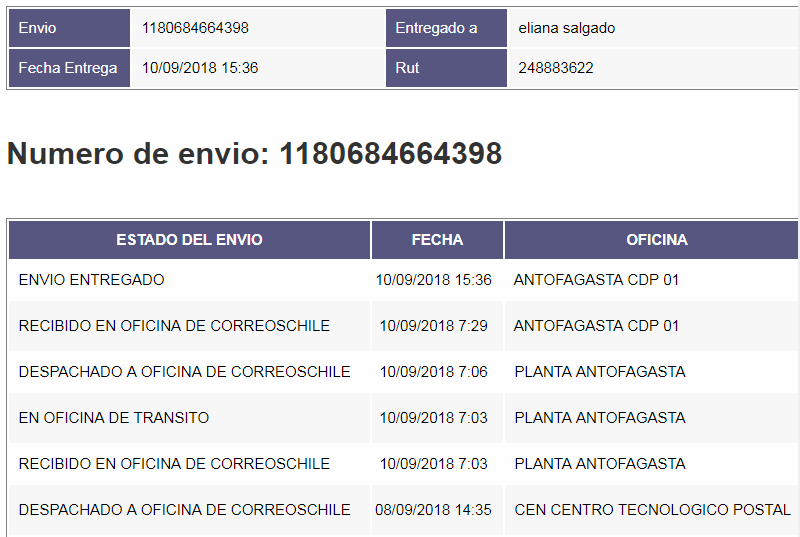 Envio 1180684664398 Entregado a eliana salgado
Fecha Entrega 10/09/2018 15:36 Rut 248883622
Numero de envio: 1180684664398
ESTADO DEL ENVIO FECHA OFICINA
ENVIO ENTREGADO 10/09/2018 15:36 ANTOFAGASTA CDP 01
RECIBIDO EN OFICINA DE CORREOSCHILE 10/09/2018 7:29 ANTOFAGASTA CDP 01
DESPACHADO A OFICINA DE CORREOSCHILE 10/09/2018 7:06 PLANTA ANTOFAGASTA
EN OFICINA DE TRANSITO 10/09/2018 7:03 PLANTA ANTOFAGASTA
RECIBIDO EN OFICINA DE CORREOSCHILE 10/09/2018 7:03 PLANTA ANTOFAGASTA
DESPACHADO A OFICINA DE CORREOSCHILE 08/09/2018 14:35 CEN CENTRO TECNOLOGICO POSTAL